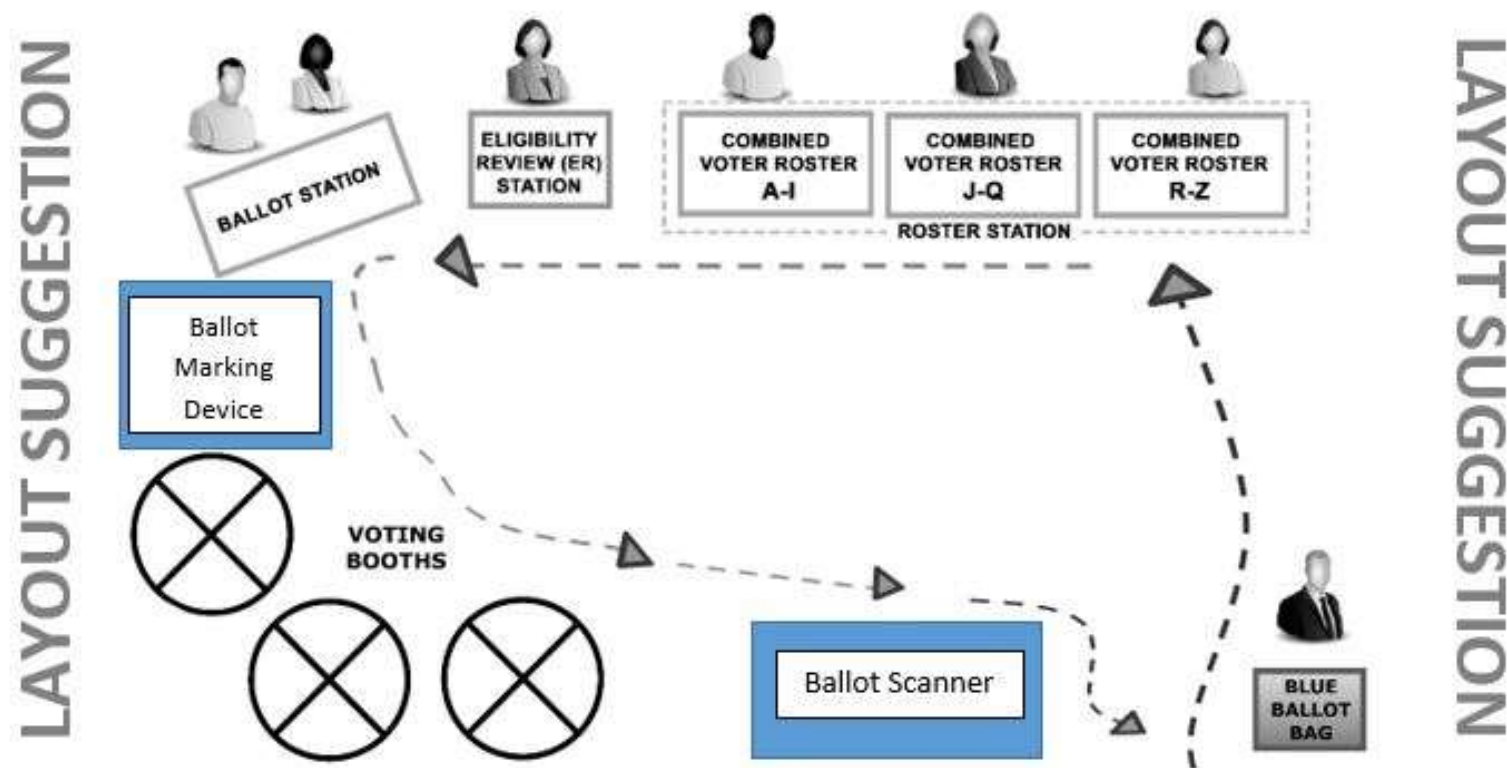 LAYOUT SUGGESTION
BALLOT STATION
ELIGIBILITY
REVIEW (ER)
STATION
COMBINED
VOTER ROSTER
A-I
COMBINED
VOTER ROSTER
J-Q
COMBINED
VOTER ROSTER
R-Z
ROSTER STATION
Ballot
Marking
Device
VOTING
BOOTHS
Ballot Scanner
BLUE
BALLOT
BAG
LAYOUT SUGGESTION